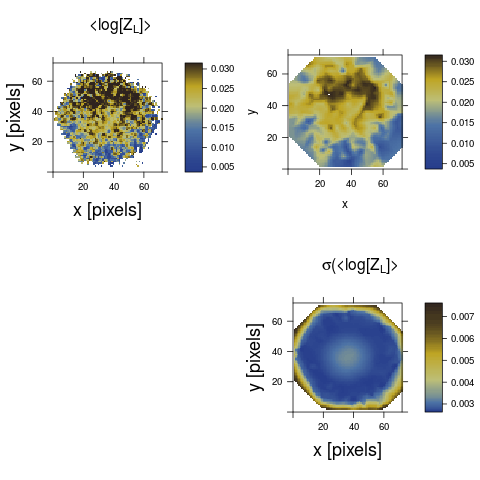 <log[Z_L]>
0.030
0.025
0.020
0.015
0.010
0.005
60
40
20
y [pixels]
20 40 60
x [pixels]
0.030
0.025
0.020
0.015
0.010
0.005
60
40
20
y
20 40 60
x
σ(<log[Z_L]>
0.007
0.006
0.005
0.004
0.003
60
40
20
y [pixels]
20 40 60
x [pixels]